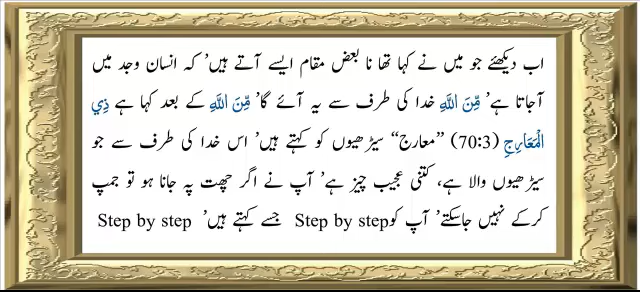 اب دیکھئے جو میں نے کہا تھا نا بعض مقام ایسے آتے ہیں’ کہ انسان وجد میں
آجاتا ہے’ مِّنَ اللَّهِ خدا کی طرف سے یہ آئے گا’ مِّنَ اللَّهِ کے بعد کہا ہے ذِي
الْمَعَارِجِ (70:3) ”معارج“ سیڑھیوں کو کہتے ہیں’ اس خدا کی طرف سے جو
سیڑھیوں والا ہے، کتنی عجیب چیز ہے’ آپ نے اگر چھت پہ جانا ہو تو جمپ
کرکے نہیں جاسکتے’ آپ کو Step by step جسے کہتے ہیں’ Step by step